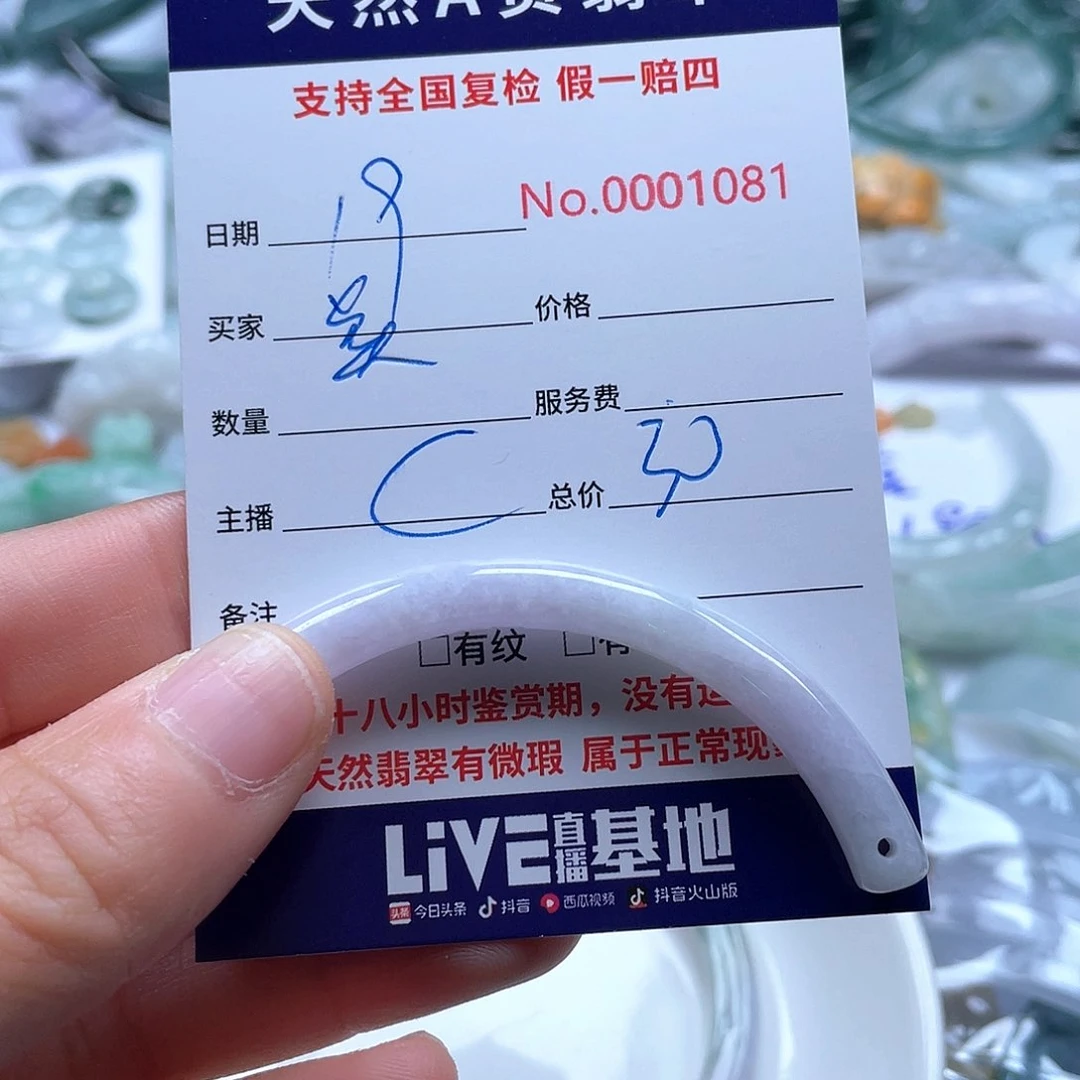 天然A货翡翠
支持全国复检 假一赔四
No.0001081
日期 19
买家
价格
数量
服务费
主播
总价
备注
□有纹 □有
十八小时鉴赏期，没有
天然翡翠有微瑕 属于正常现
LiVE直播基地
头条 今日头条 抖音 西瓜视频 抖音火山版